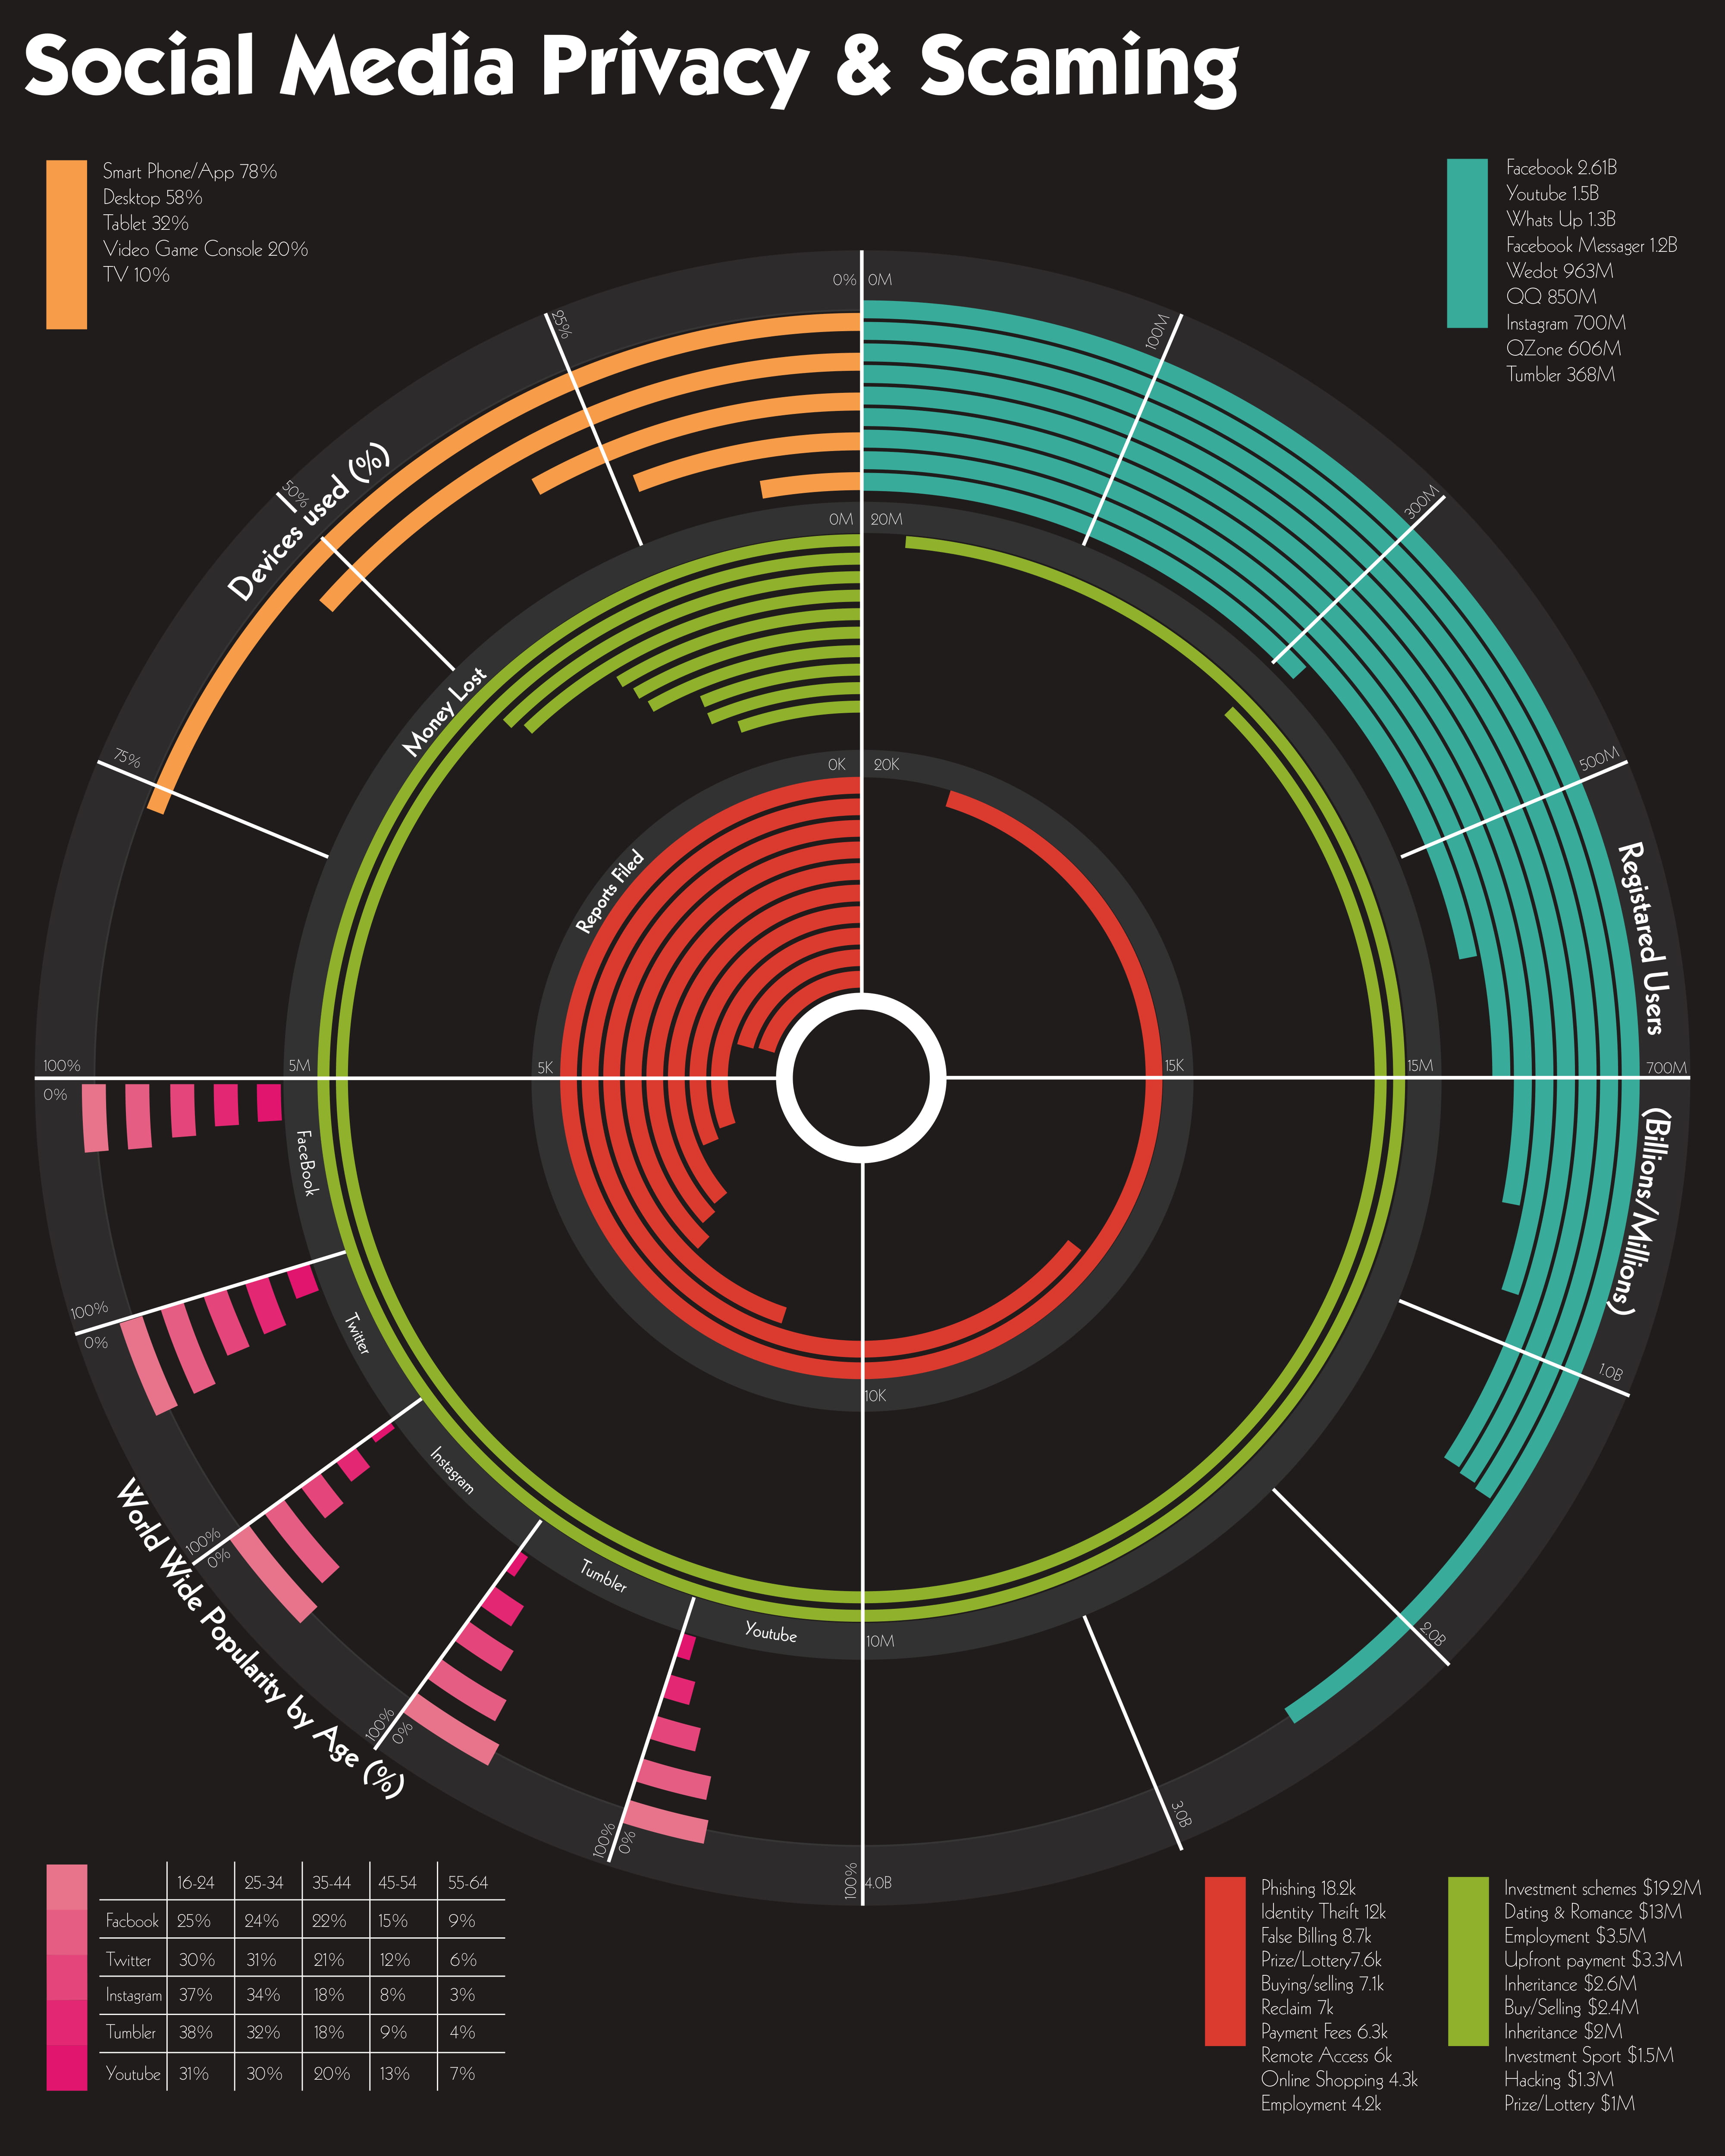 Social Media Privacy & Scaming
Smart Phone/App 78%
Desktop 58%
Tablet 32%
Video Game Console 20%
TV 10%
Facebook 2.61B
Youtube 1.5B
Whats Up 1.3B
Facebook Messager 1.2B
Wedot 963M
QQ 850M
Instagram 700M
QZone 606M
Tumbler 368M
0% 0M
25%
100M
50%
300M
75%
500M
Devices used (%)
Registared Users
(Billions/Millions)
0M 20M
Money Lost
0K 20K
Reports Filed
100%
0%
5M
5K
15K
15M
700M
FaceBook
100%
0%
Twitter
1.0B
10K
Instagram
100%
0%
World Wide Popularity by Age (%)
Tumbler
Youtube
10M
2.0B
100%
0%
3.0B
100%
0%
100%
4.0B
16-24 25-34 35-44 45-54 55-64
Facbook 25% 24% 22% 15% 9%
Twitter 30% 31% 21% 12% 6%
Instagram 37% 34% 18% 8% 3%
Tumbler 38% 32% 18% 9% 4%
Youtube 31% 30% 20% 13% 7%
Phishing 18.2k
Identity Theift 12k
False Billing 8.7k
Prize/Lottery7.6k
Buying/selling 7.1k
Reclaim 7k
Payment Fees 6.3k
Remote Access 6k
Online Shopping 4.3k
Employment 4.2k
Investment schemes $19.2M
Dating & Romance $13M
Employment $3.5M
Upfront payment $3.3M
Inheritance $2.6M
Buy/Selling $2.4M
Inheritance $2M
Investment Sport $1.5M
Hacking $1.3M
Prize/Lottery $1M